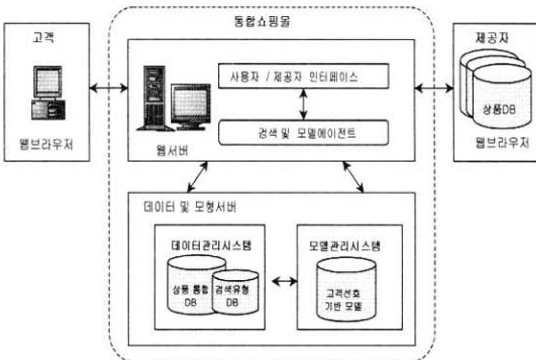 통합쇼핑몰
고객
제공자
사용자 / 제공자 인터페이스
상품DB
검색 및 모델에이전트
웹브라우저
웹서버
웹브라우저
데이터 및 모형서버
데이터관리시스템
모델관리시스템
상품 통합
DB
검색유형
DB
고객선호
기반 모델